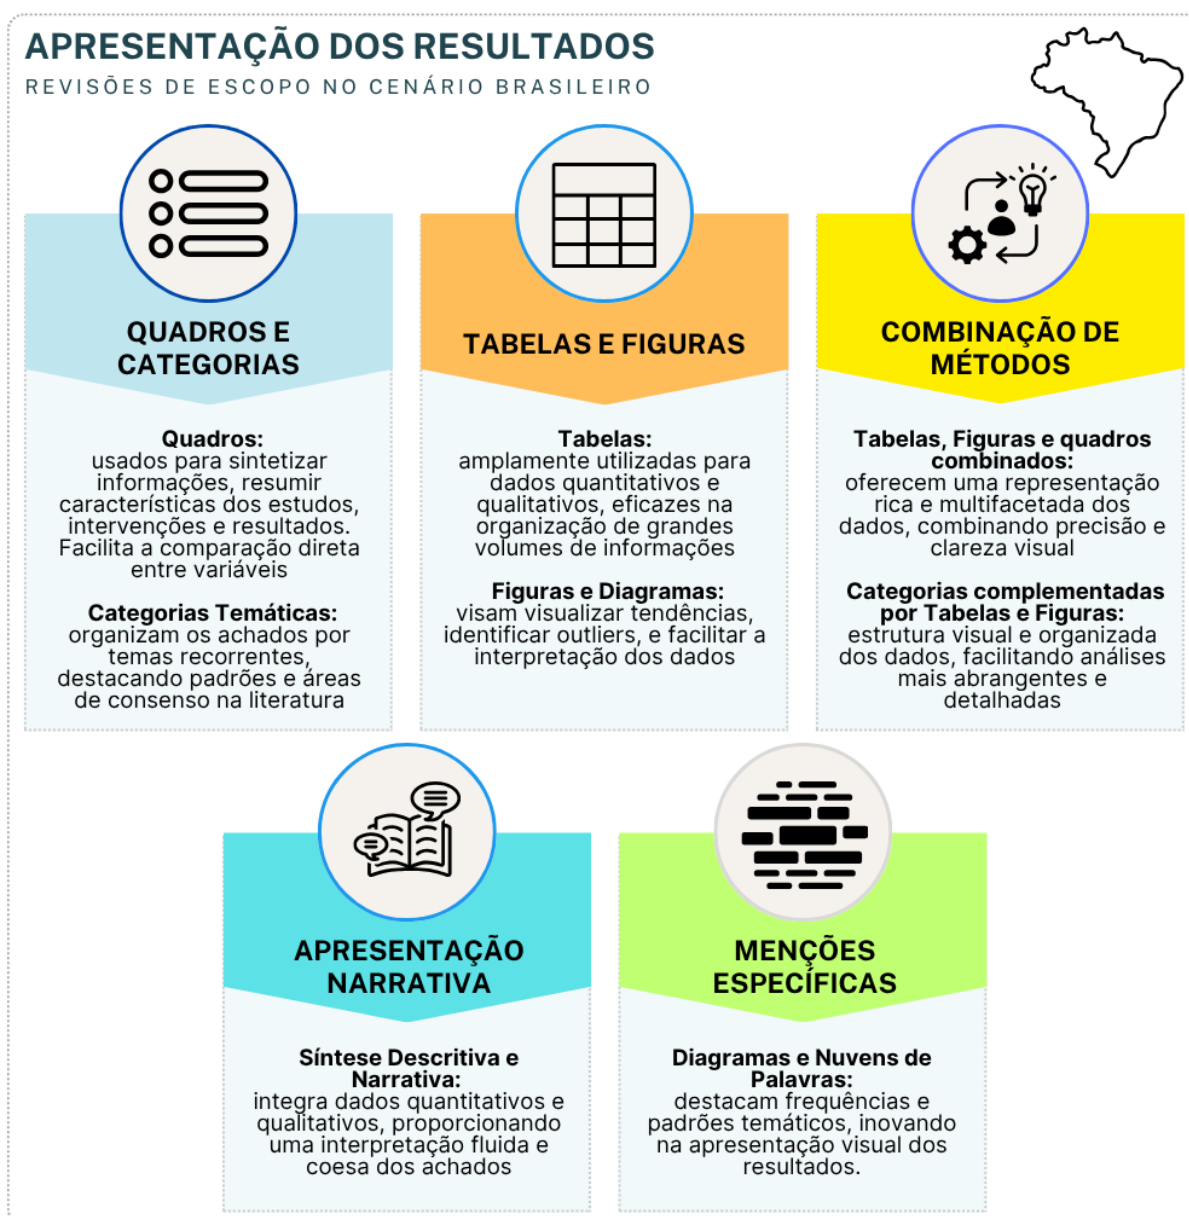 APRESENTAÇÃO DOS RESULTADOS
REVISÕES DE ESCOPO NO CENÁRIO BRASILEIRO
QUADROS E
CATEGORIAS
Quadros:
usados para sintetizar
informações, resumir
características dos estudos,
intervenções e resultados.
Facilita a comparação direta
entre variáveis
Categorias Temáticas:
organizam os achados por
temas recorrentes,
destacando padrões e áreas
de consenso na literatura
TABELAS E FIGURAS
Tabelas:
amplamente utilizadas para
dados quantitativos e
qualitativos, eficazes na
organização de grandes
volumes de informações
Figuras e Diagramas:
visam visualizar tendências,
identificar outliers, e facilitar a
interpretação dos dados
COMBINAÇÃO DE
MÉTODOS
Tabelas, Figuras e quadros
combinados:
oferecem uma representação
rica e multifacetada dos
dados, combinando precisão e
clareza visual
Categorias complementadas
por Tabelas e Figuras:
estrutura visual e organizada
dos dados, facilitando análises
mais abrangentes e
detalhadas
APRESENTAÇÃO
NARRATIVA
Síntese Descritiva e
Narrativa:
integra dados quantitativos e
qualitativos, proporcionando
uma interpretação fluida e
coesa dos achados
MENÇÕES
ESPECÍFICAS
Diagramas e Nuvens de
Palavras:
destacam frequências e
padrões temáticos, inovando
na apresentação visual dos
resultados.